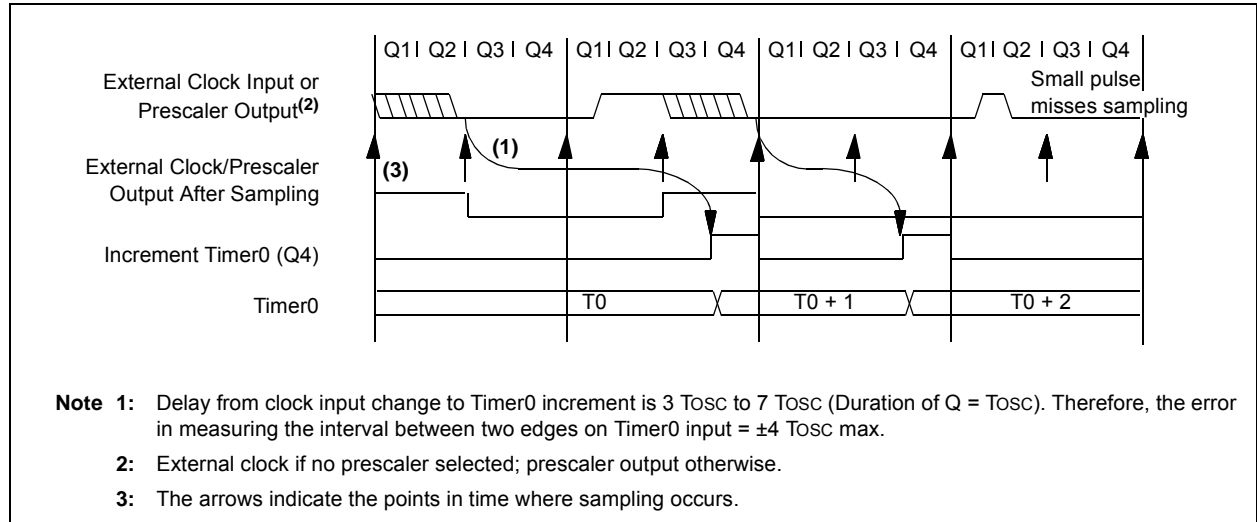 Q1 Q2 Q3 Q4 Q1 Q2 Q3 Q4 Q1 Q2 Q3 Q4 Q1 Q2 Q3 Q4
External Clock Input or
Prescaler Output(2)
Small pulse
misses sampling
(1)
External Clock/Prescaler
Output After Sampling
(3)
Increment Timer0 (Q4)
Timer0
T0 T0 + 1 T0 + 2
Note 1: Delay from clock input change to Timer0 increment is 3 TOSC to 7 TOSC (Duration of Q = TOSC). Therefore, the error
in measuring the interval between two edges on Timer0 input = ±4 TOSC max.
2: External clock if no prescaler selected; prescaler output otherwise.
3: The arrows indicate the points in time where sampling occurs.